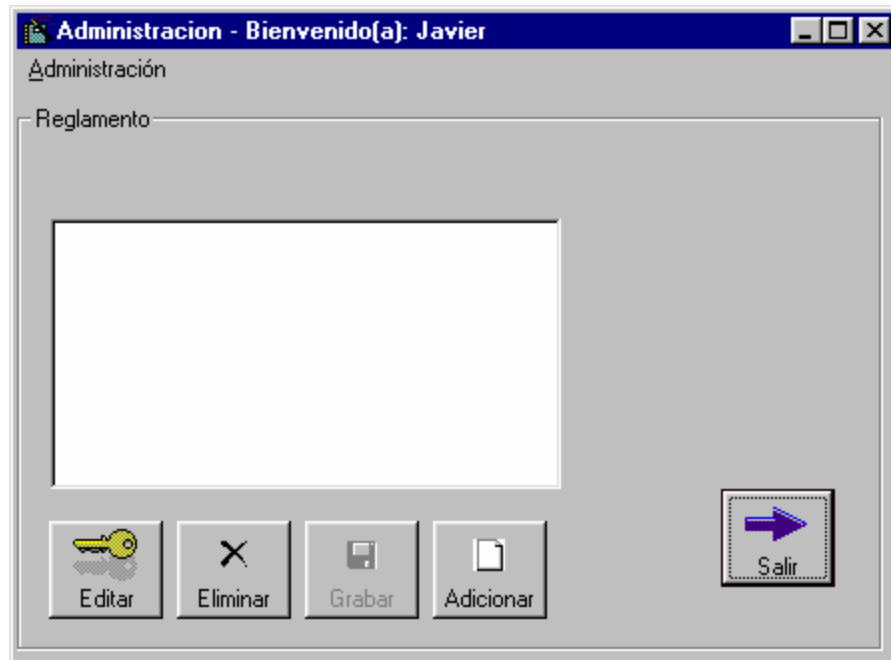 Administracion - Bienvenido(a): Javier
Administración
Reglamento
Salir
Editar
Eliminar
Grabar
Adicionar